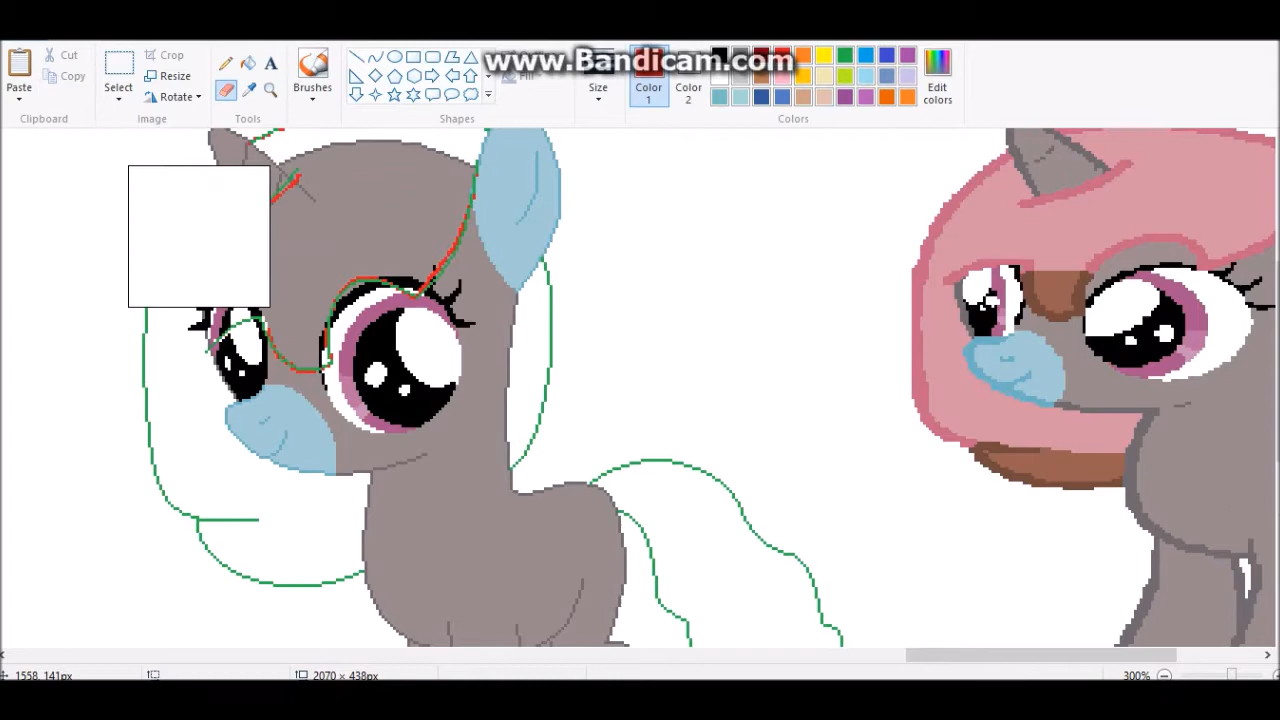 www.Bandicam.com
Cut
Copy
Paste
Clipboard
Select
Crop
Resize
Rotate
Image
A
Tools
Brushes
Fill
Shapes
Size
Color
1
Color
2
Edit
colors
Colors
1558, 141px
2070 × 438px
300%